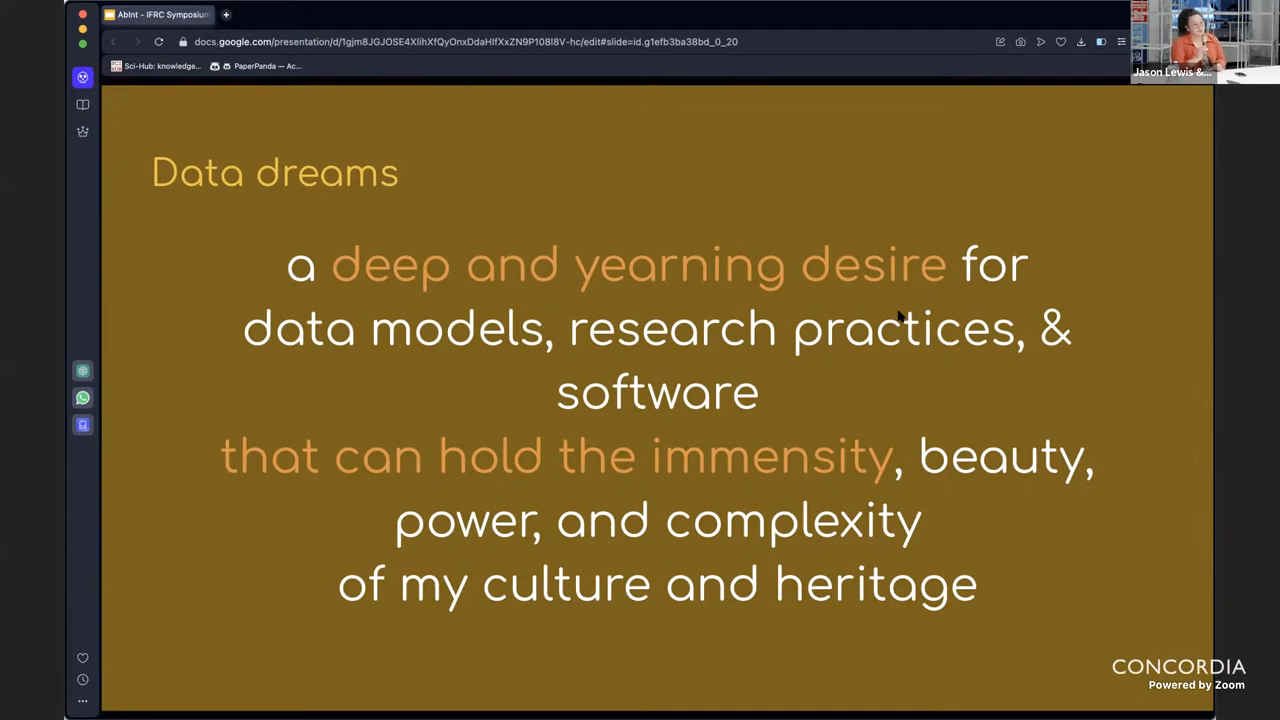 AbInt - IFRC Symposium
docs.google.com/presentation/d/1gjm8JGJOSE4XIihXfQyOnxDdaHIfXxZN9P108I8V-hc/edit#slide=id.g1efb3ba38bd_0_20
Sci-Hub: knowledge...
PaperPanda — Ac...
Jason Lewis &...
Data dreams
a deep and yearning desire for
data models, research practices, &
software
that can hold the immensity, beauty,
power, and complexity
of my culture and heritage
CONCORDIA
Powered by Zoom